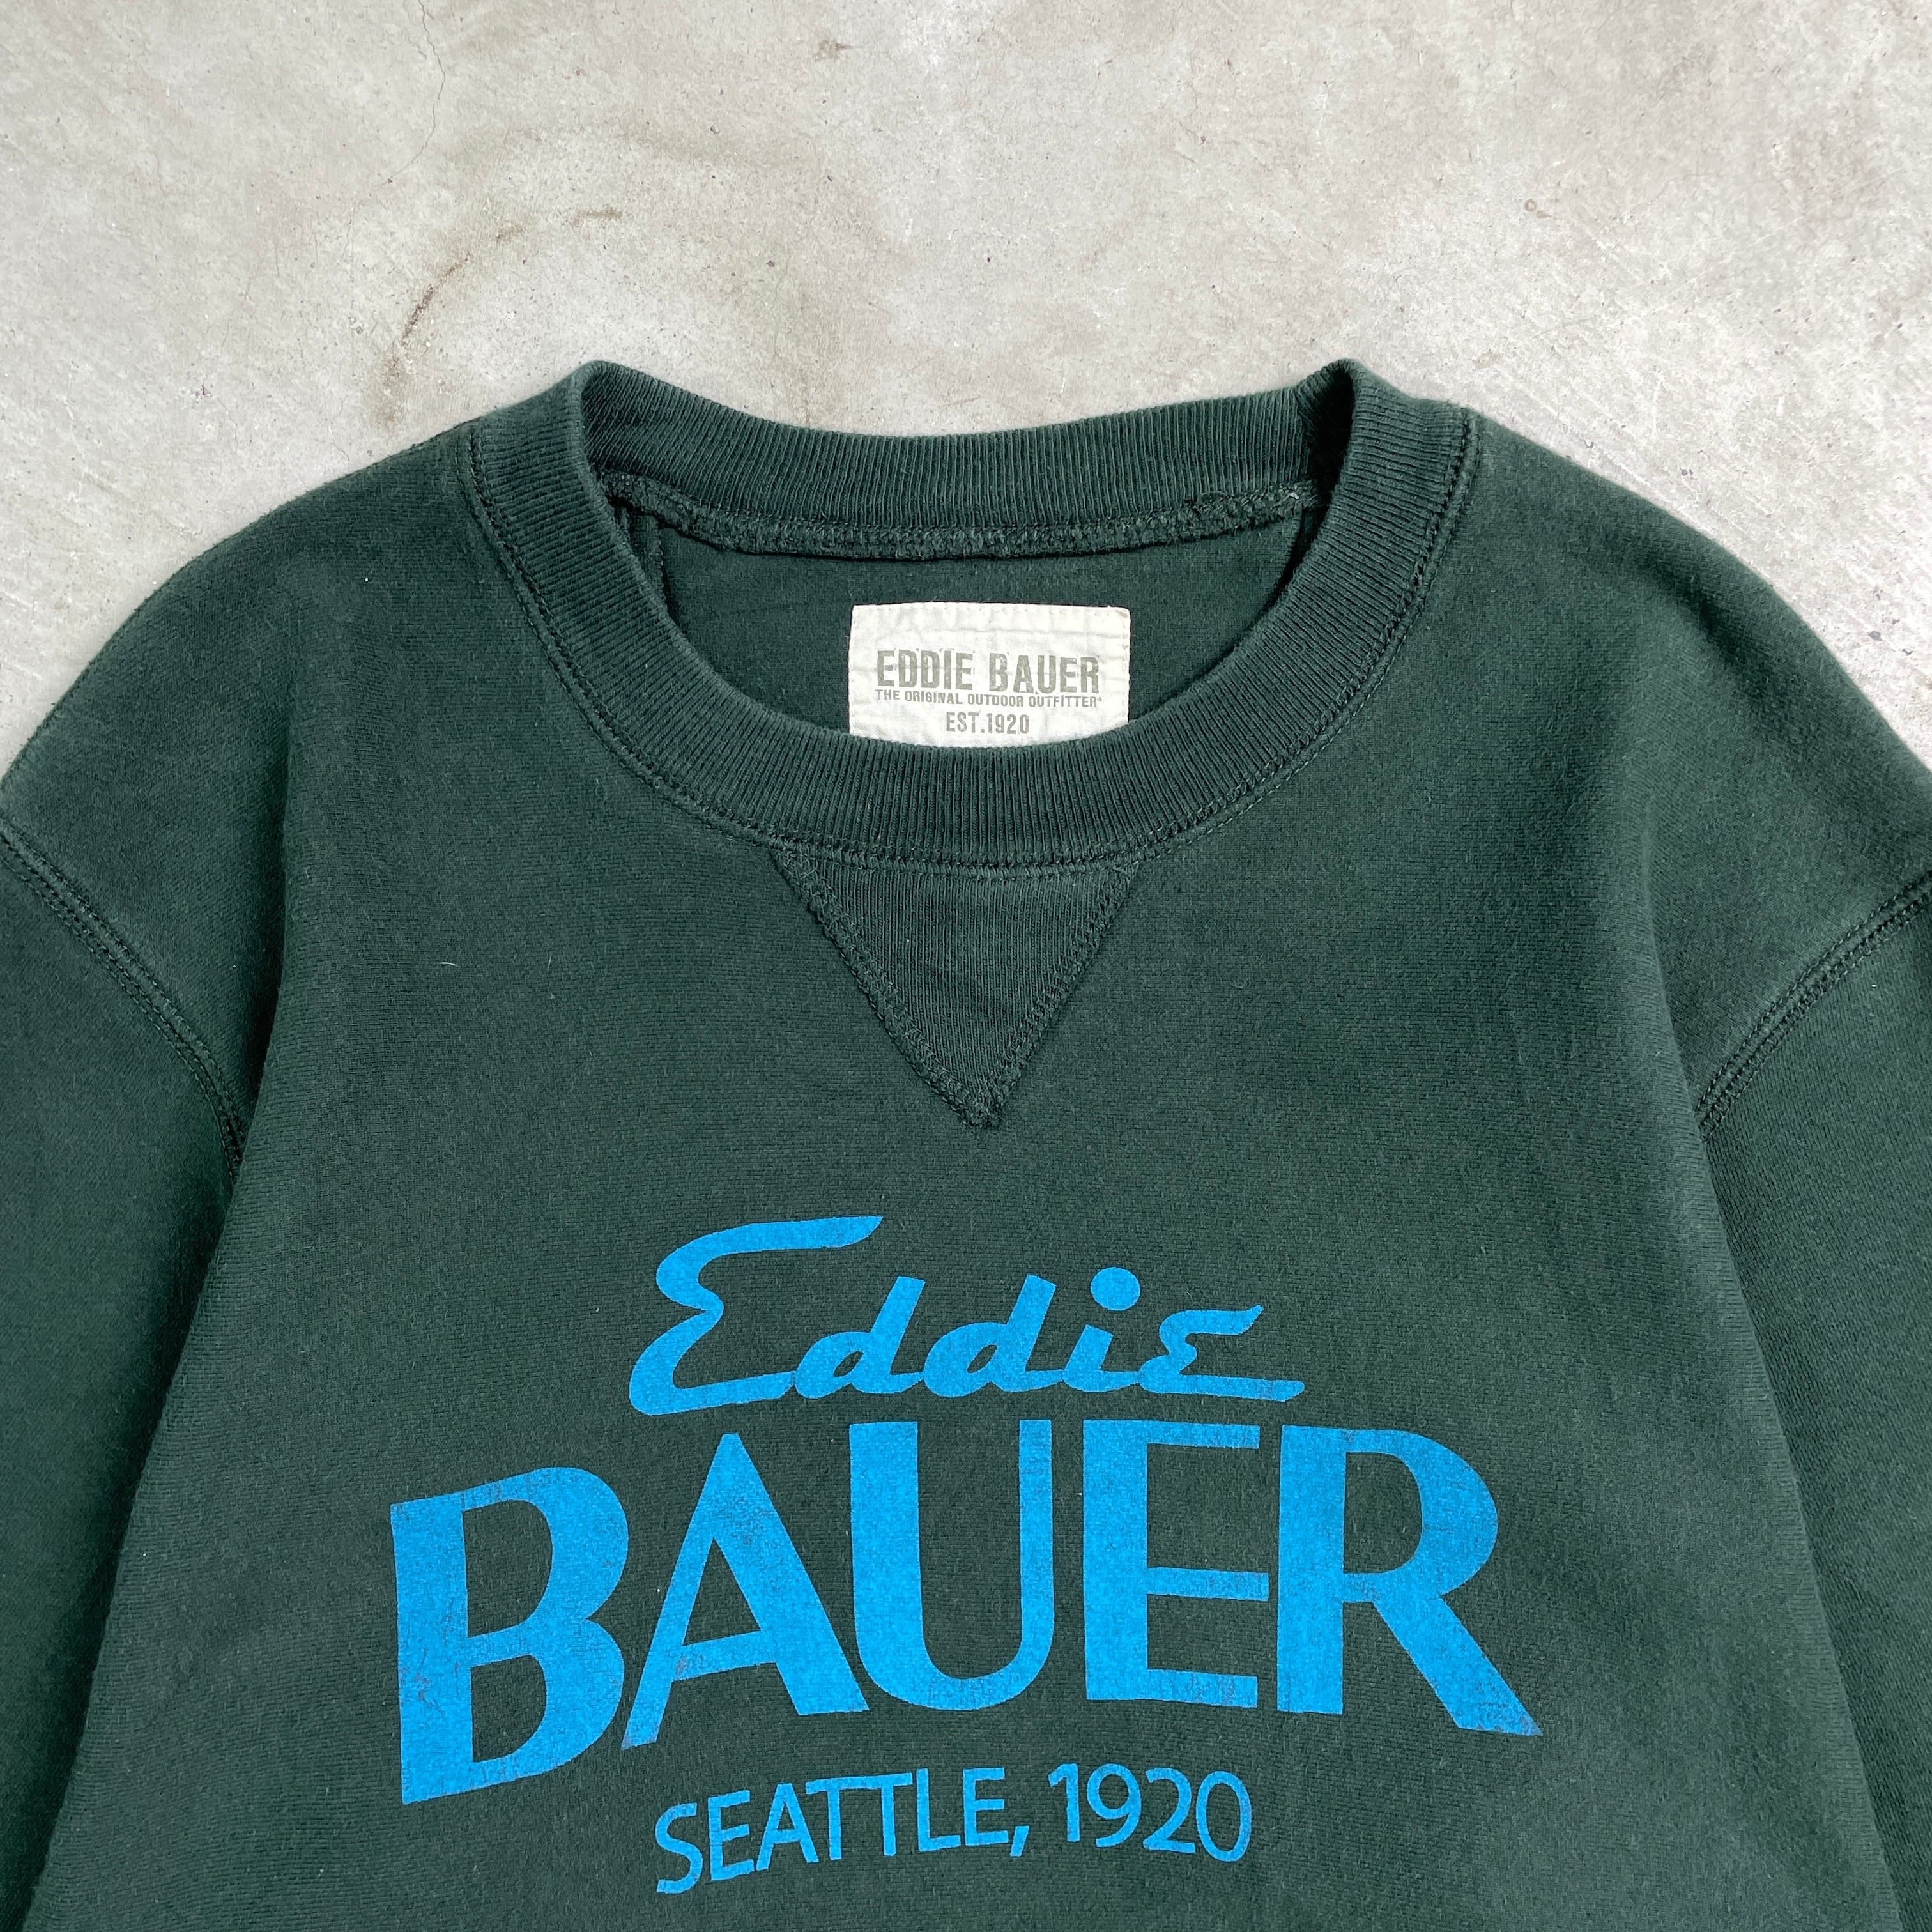 EDDIE BAUER
THE ORIGINAL OUTDOOR OUTFITTER®
EST.1920
Eddie
BAUER
SEATTLE, 1920